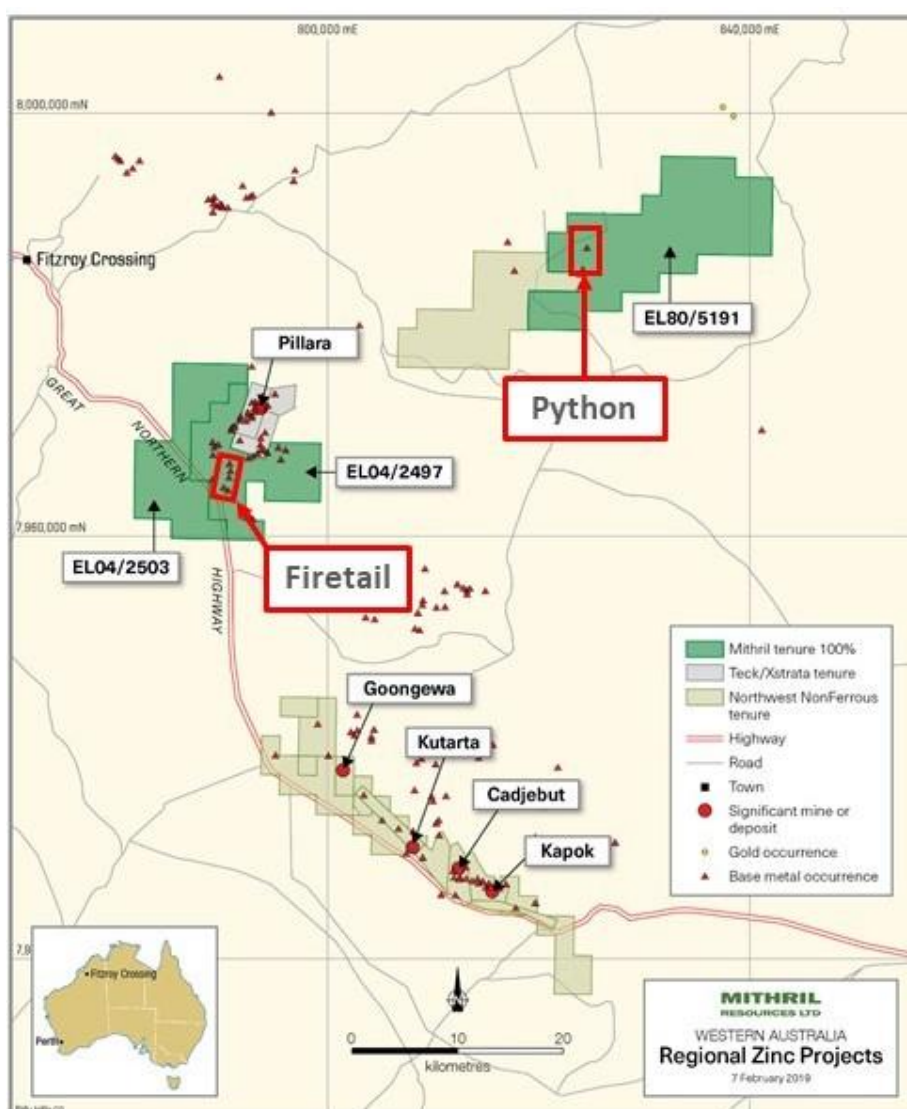 800,000 mE
840,000 mE
8,000,000 mN
Fitzroy Crossing
Pillara
EL80/5191
Python
GREAT
NORTHERN
HIGHWAY
EL04/2497
7,960,000 mN
EL04/2503
Firetail
Goongewa
Kutarta
Cadjebut
Kapok
Mithril tenure 100%
Teck/Xstrata tenure
Northwest NonFerrous
tenure
Highway
Road
Town
Significant mine or
deposit
Gold occurrence
Base metal occurrence
Fitzroy Crossing
Perth
N
0
10
20
kilometres
MITHRIL
RESOURCES LTD
WESTERN AUSTRALIA
Regional Zinc Projects
7 February 2019